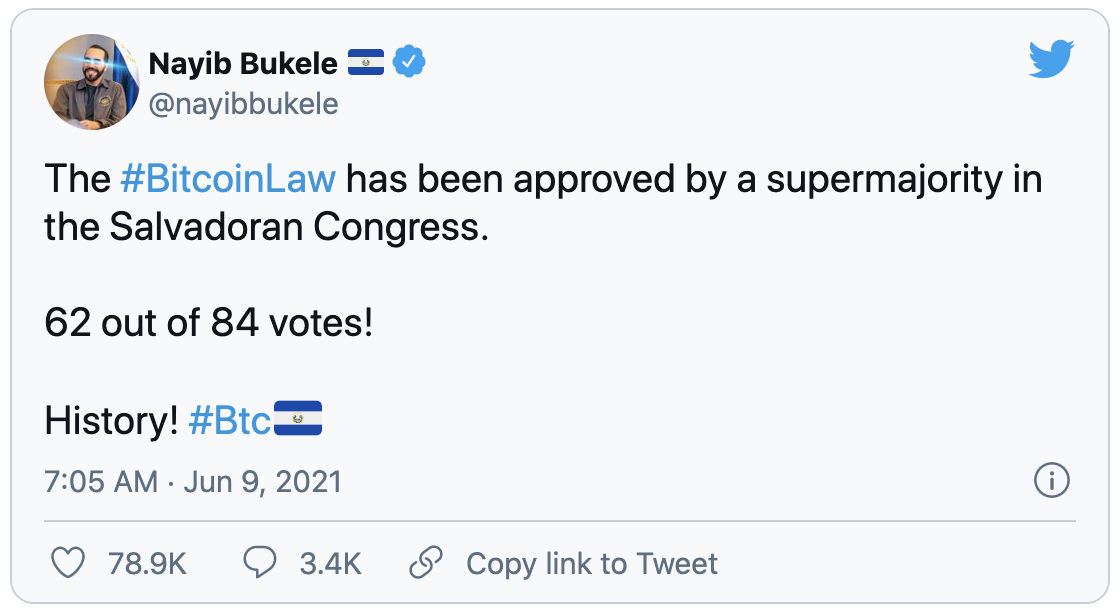 Nayib Bukele 🇸🇻
@nayibbukele
The #BitcoinLaw has been approved by a supermajority in
the Salvadoran Congress.
62 out of 84 votes!
History! #Btc🇸🇻
7:05 AM · Jun 9, 2021
78.9K 3.4K Copy link to Tweet